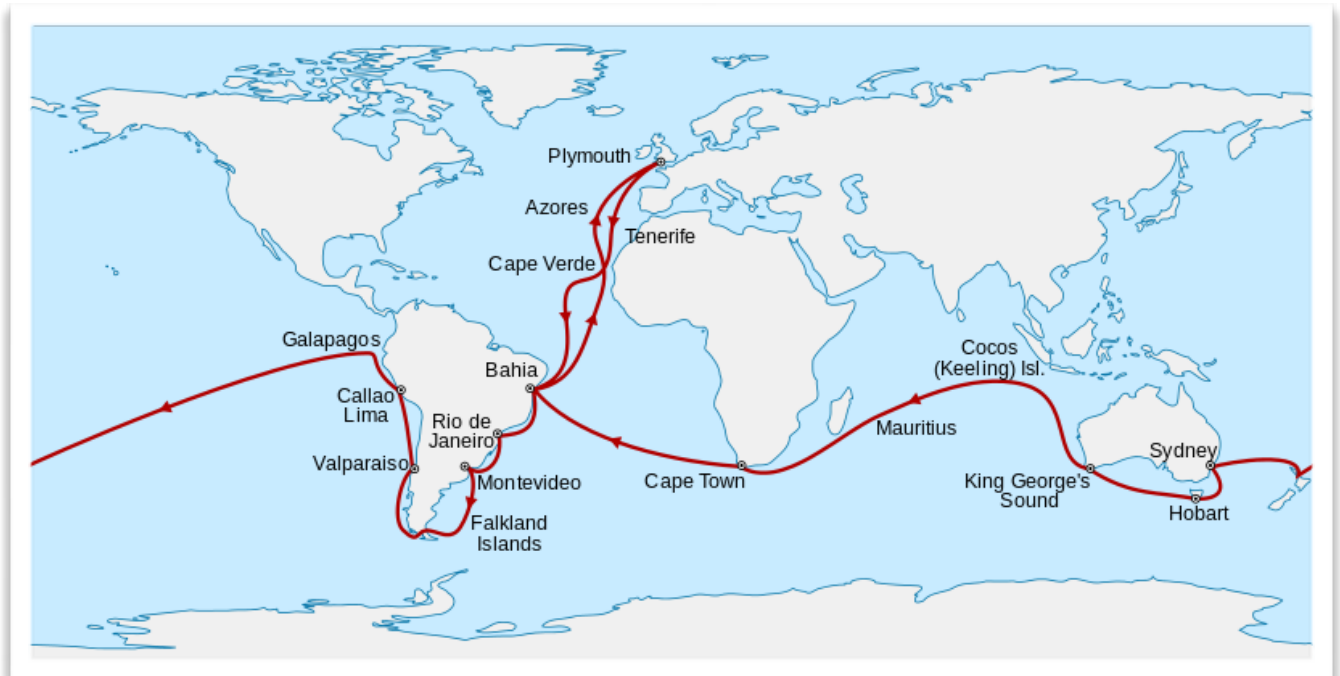 Plymouth
Azores
Tenerife
Cape Verde
Galapagos
Cocos
(Keeling) Isl.
Bahia
Callao
Lima
Rio de
Janeiro
Mauritius
Sydney
Valparaiso
Montevideo
Cape Town
King George's
Sound
Hobart
Falkland
Islands